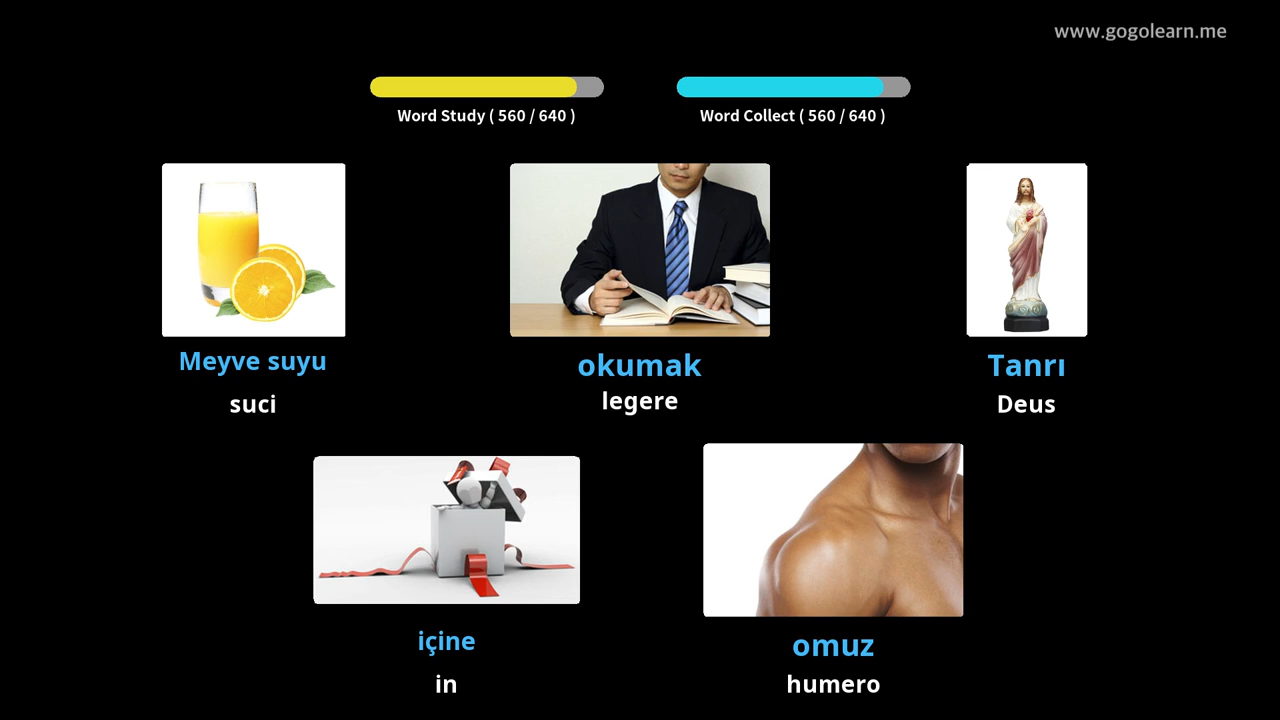 www.gogolearn.me
Word Study ( 560 / 640 )
Word Collect ( 560 / 640 )
Meyve suyu
suci
okumak
legere
Tanrı
Deus
içine
in
omuz
humero